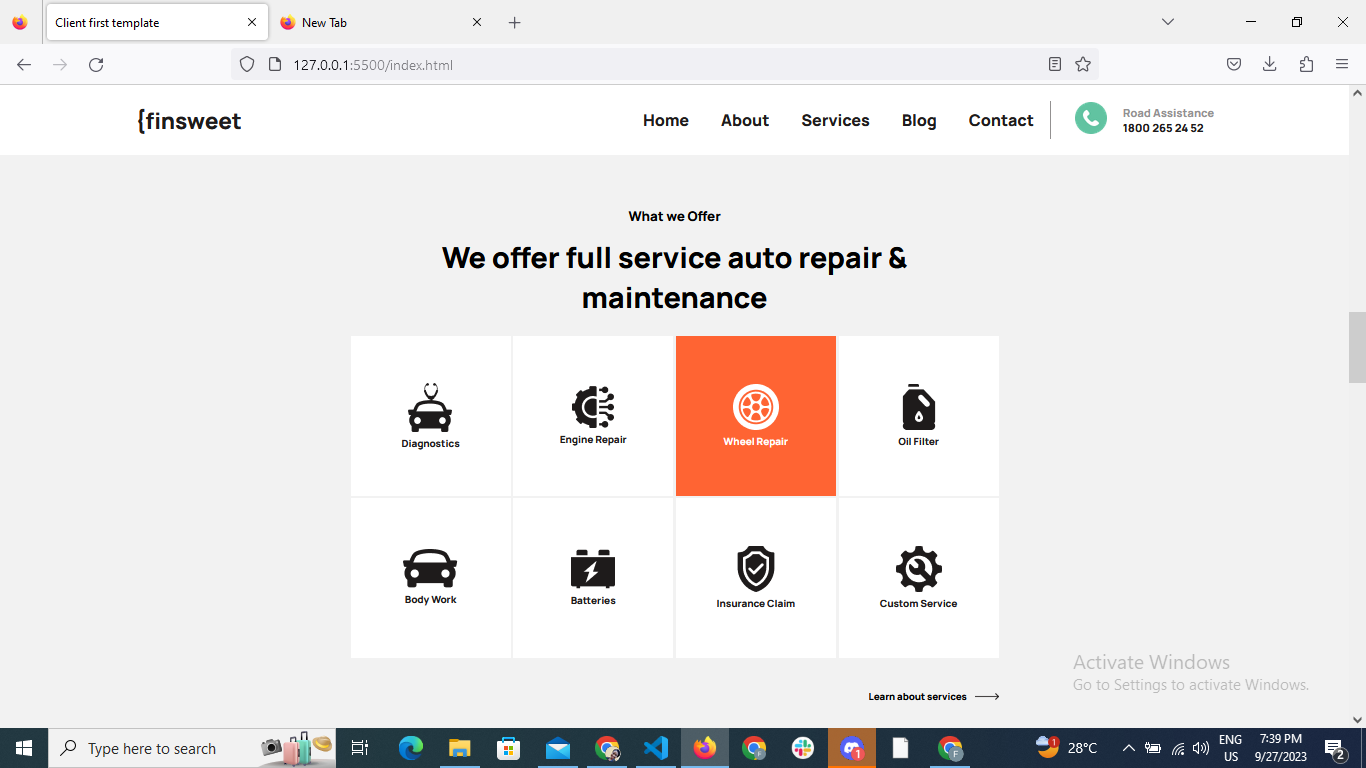 Client first template
New Tab
127.0.0.1:5500/index.html
{finsweet
Home
About
Services
Blog
Contact
Road Assistance
1800 265 24 52
What we Offer
We offer full service auto repair &
maintenance
Diagnostics
Engine Repair
Wheel Repair
Oil Filter
Body Work
Batteries
Insurance Claim
Custom Service
Learn about services
Activate Windows
Go to Settings to activate Windows.
Type here to search
1
F
1
28°C
ENG
US
7:39 PM
9/27/2023
2